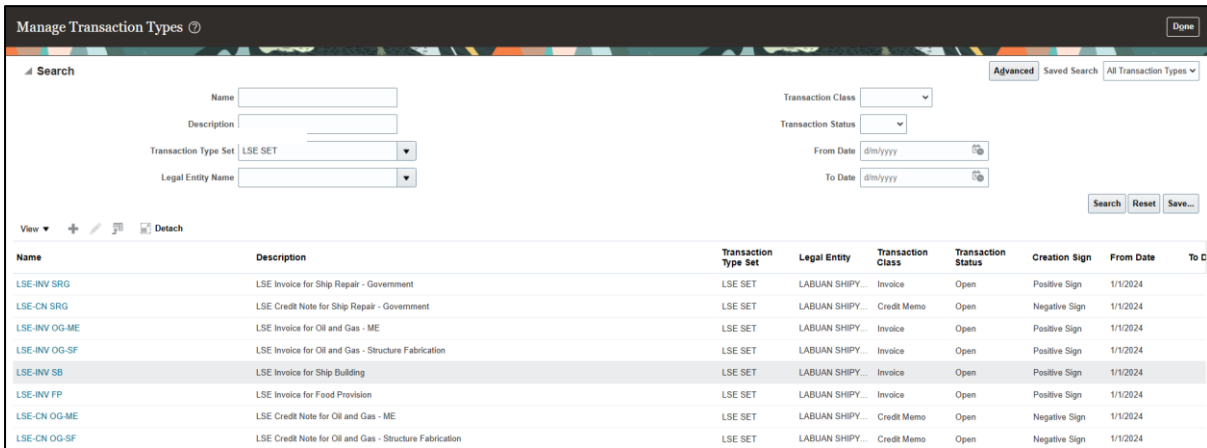 Manage Transaction Types
Done
Search
Advanced Saved Search All Transaction Types
Name
Transaction Class
Description
Transaction Status
Transaction Type Set LSE SET
From Date d/m/yyyy
Legal Entity Name
To Date d/m/yyyy
Search Reset Save...
View Detach
Name Description Transaction Type Set Legal Entity Transaction Class Transaction Status Creation Sign From Date To D
LSE-INV SRG LSE Invoice for Ship Repair - Government LSE SET LABUAN SHIPY... Invoice Open Positive Sign 1/1/2024
LSE-CN SRG LSE Credit Note for Ship Repair - Government LSE SET LABUAN SHIPY... Credit Memo Open Negative Sign 1/1/2024
LSE-INV OG-ME LSE Invoice for Oil and Gas - ME LSE SET LABUAN SHIPY... Invoice Open Positive Sign 1/1/2024
LSE-INV OG-SF LSE Invoice for Oil and Gas - Structure Fabrication LSE SET LABUAN SHIPY... Invoice Open Positive Sign 1/1/2024
LSE-INV SB LSE Invoice for Ship Building LSE SET LABUAN SHIPY... Invoice Open Positive Sign 1/1/2024
LSE-INV FP LSE Invoice for Food Provision LSE SET LABUAN SHIPY... Invoice Open Positive Sign 1/1/2024
LSE-CN OG-ME LSE Credit Note for Oil and Gas - ME LSE SET LABUAN SHIPY... Credit Memo Open Negative Sign 1/1/2024
LSE-CN OG-SF LSE Credit Note for Oil and Gas - Structure Fabrication LSE SET LABUAN SHIPY... Credit Memo Open Negative Sign 1/1/2024